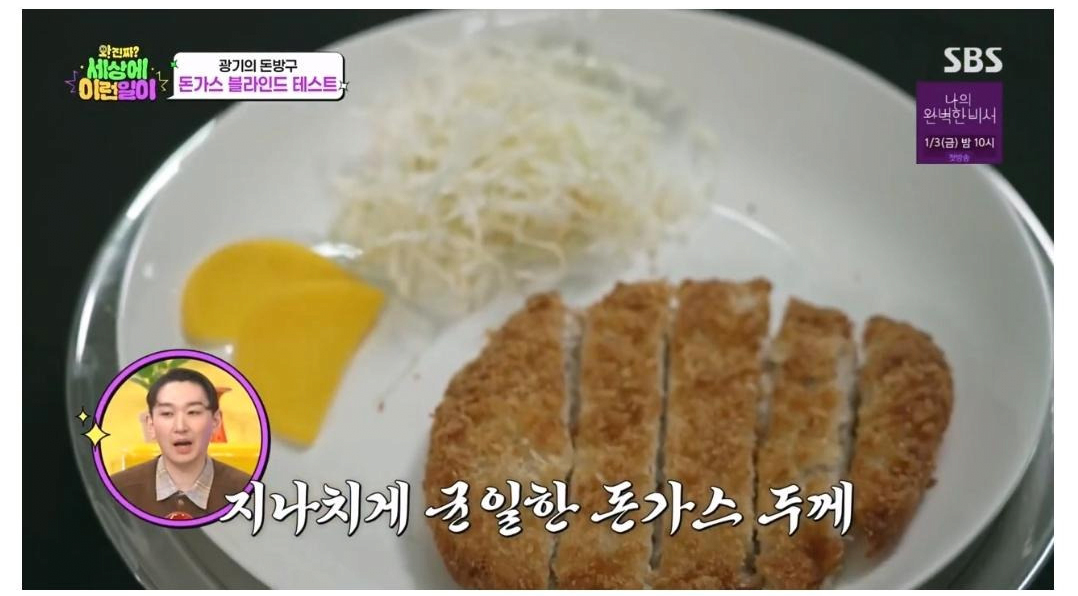 와 진짜?
세상에
이런일이
광기의 돈방구
돈가스 블라인드 테스트
SBS
나의
완벽한 비서
1/3(금) 밤 10시
첫방송
지나치게 균일한 돈가스 두께